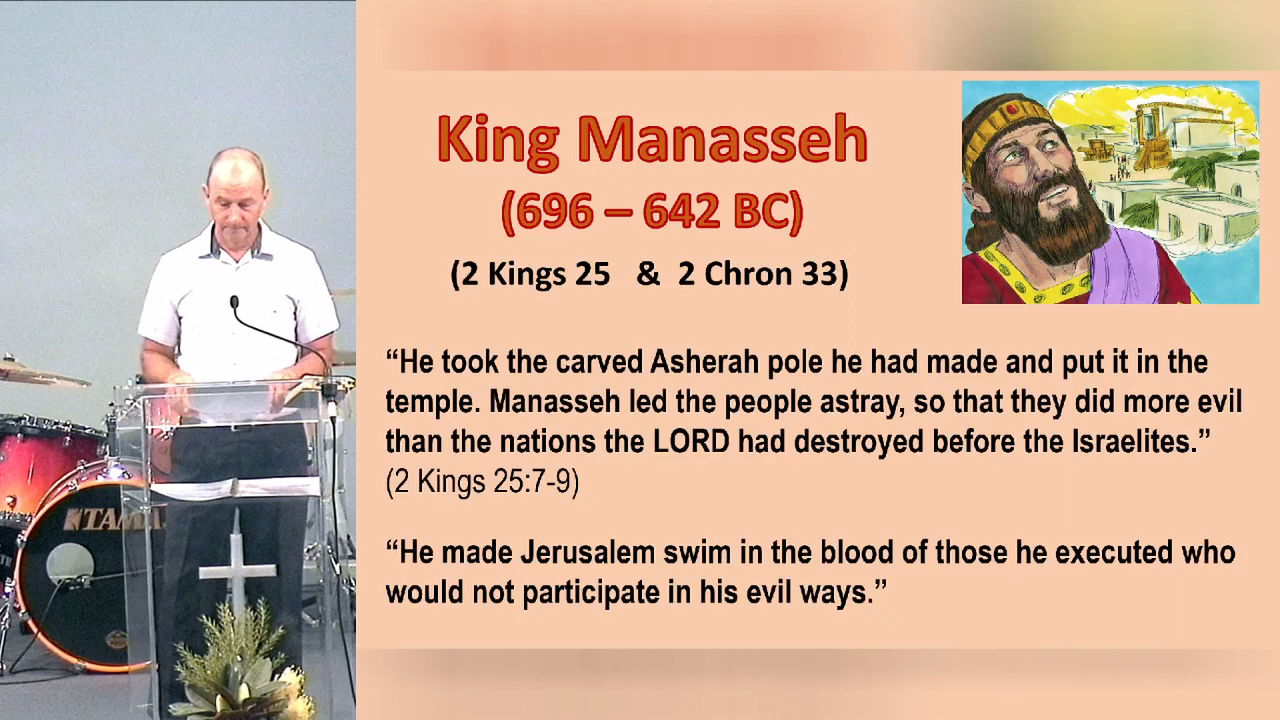 King Manasseh
(696 – 642 BC)
(2 Kings 25 & 2 Chron 33)
“He took the carved Asherah pole he had made and put it in the
temple. Manasseh led the people astray, so that they did more evil
than the nations the LORD had destroyed before the Israelites.”
(2 Kings 25:7-9)
“He made Jerusalem swim in the blood of those he executed who
would not participate in his evil ways.”
TAMA